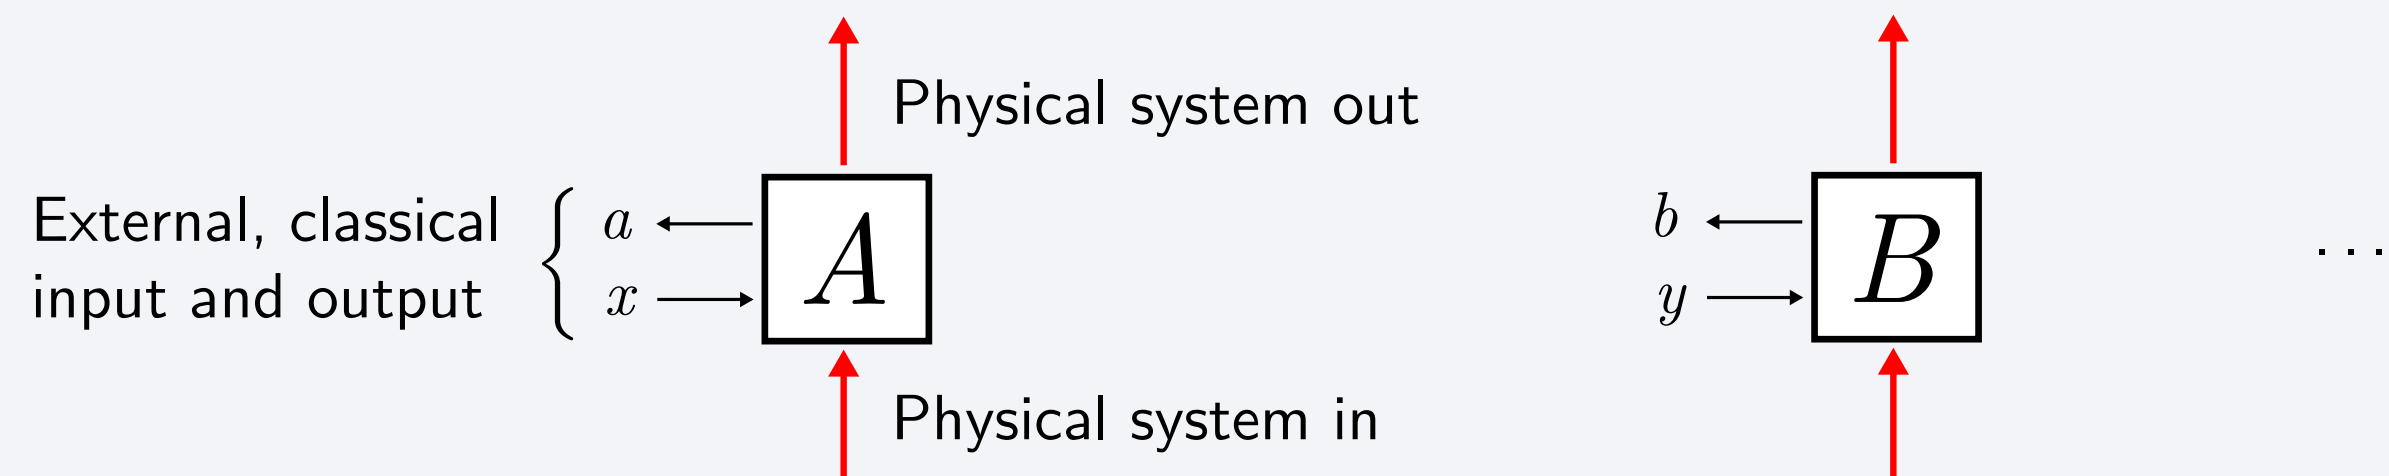 Physical system out
External, classical
input and output
a
x
A
b
y
B
...
Physical system in